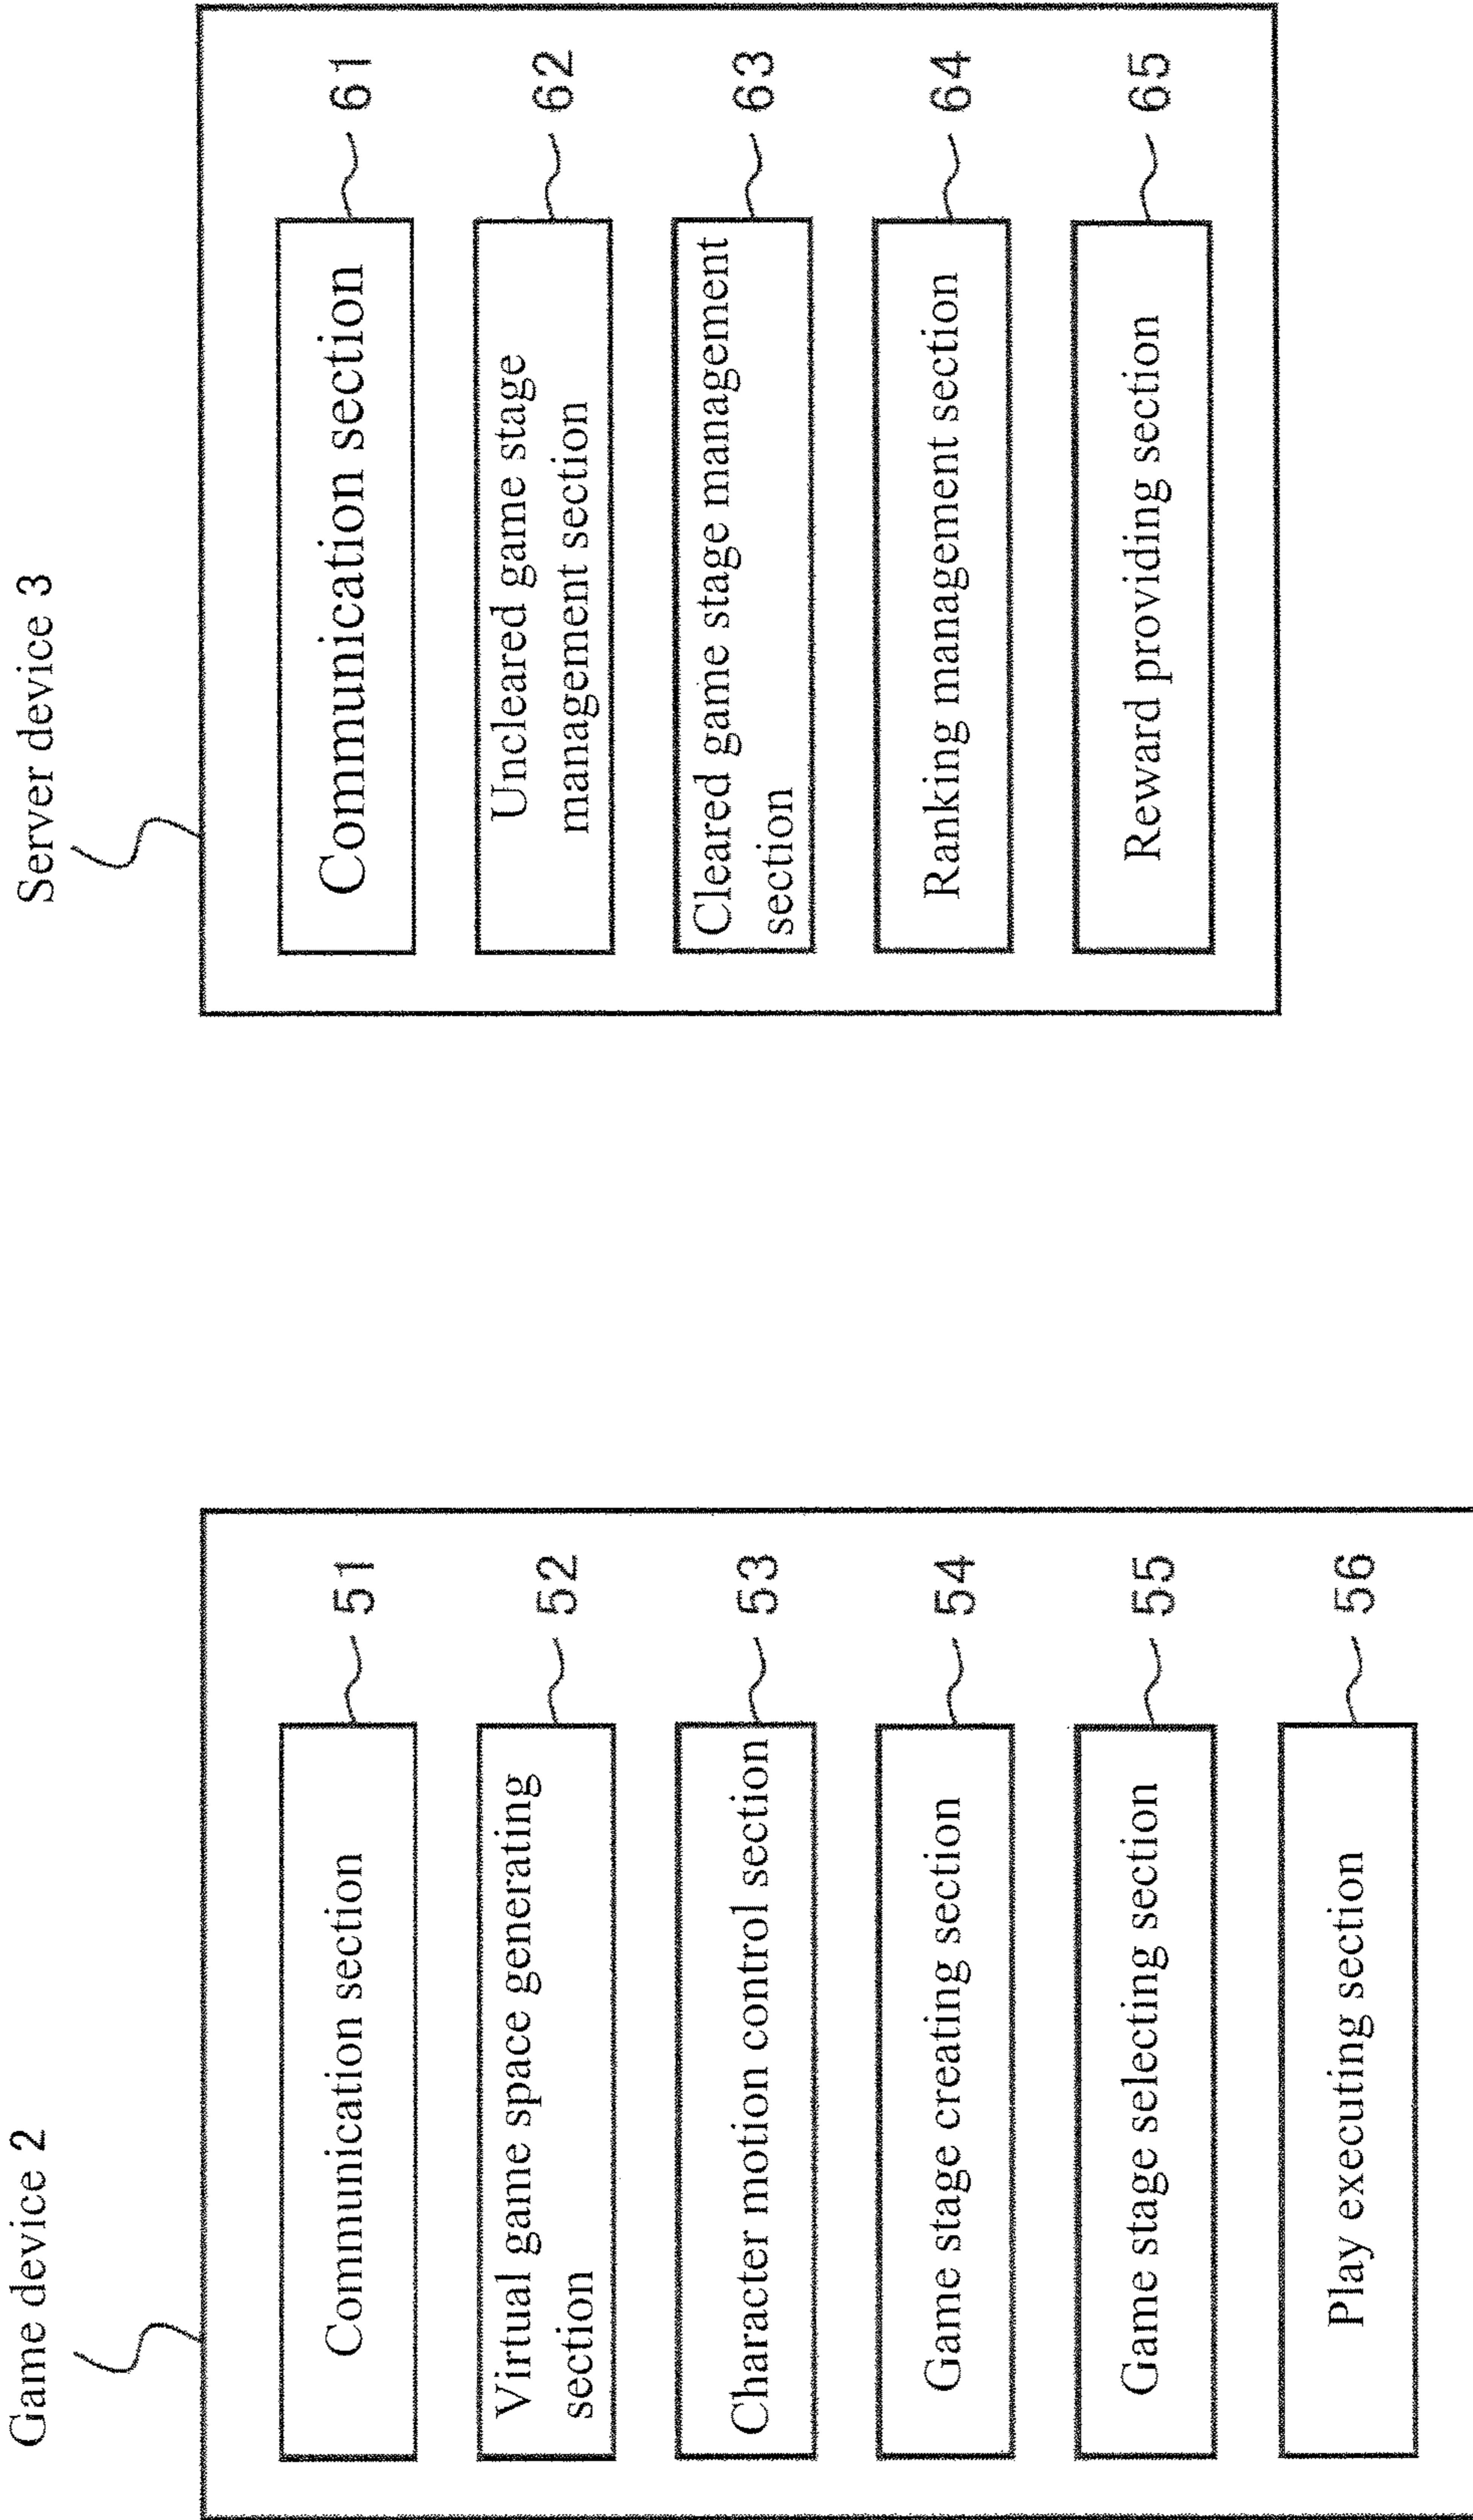 Game device 2
Communication section
51
Virtual game space generating
section
52
Character motion control section
53
Game stage creating section
54
Game stage selecting section
55
Play executing section
56
Server device 3
Communication section
61
Uncleared game stage
management section
62
Cleared game stage management
section
63
Ranking management section
64
Reward providing section
65